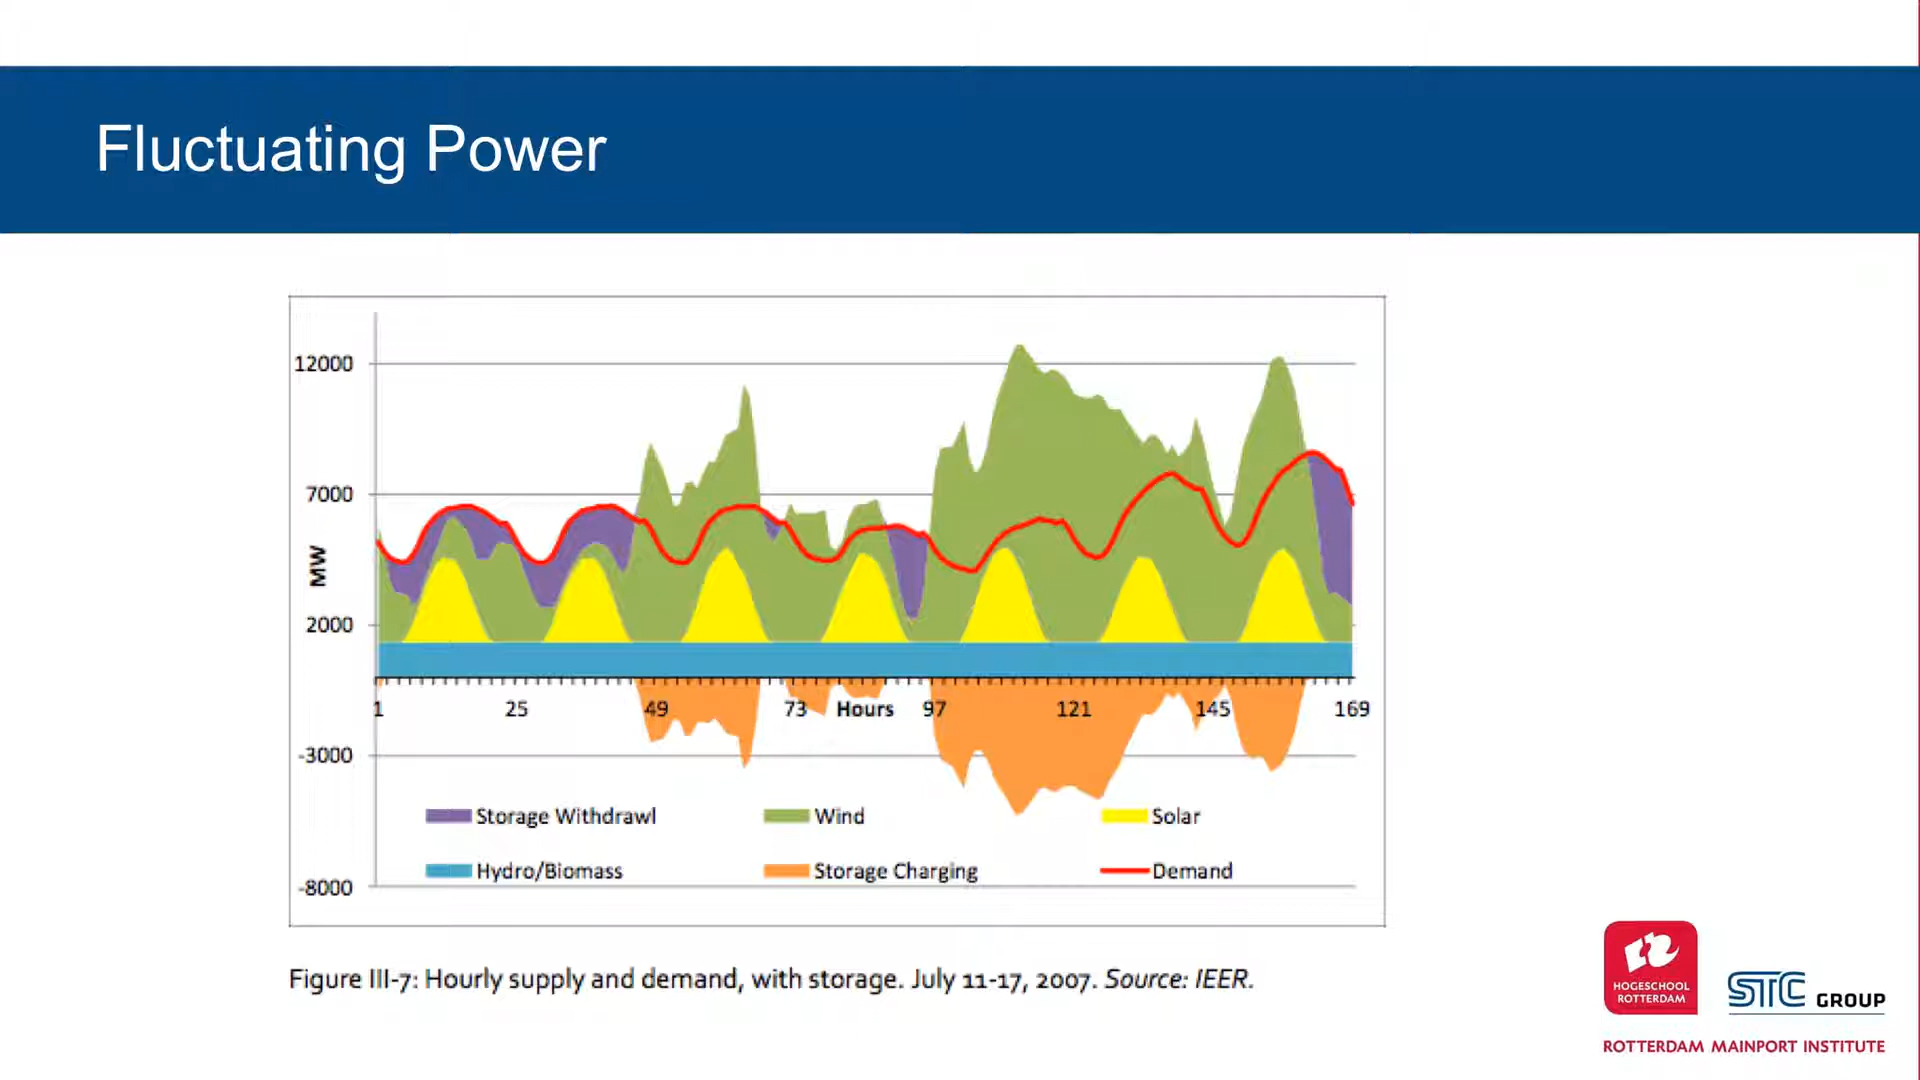 Fluctuating Power
12000
7000
MW
2000
1 25 49 73 Hours 97 121 145 169
-3000
Storage Withdrawl Wind Solar
Hydro/Biomass Storage Charging Demand
-8000
Figure III-7: Hourly supply and demand, with storage. July 11-17, 2007. Source: IEER.
HOGESCHOOL
ROTTERDAM
STC GROUP
ROTTERDAM MAINPORT INSTITUTE